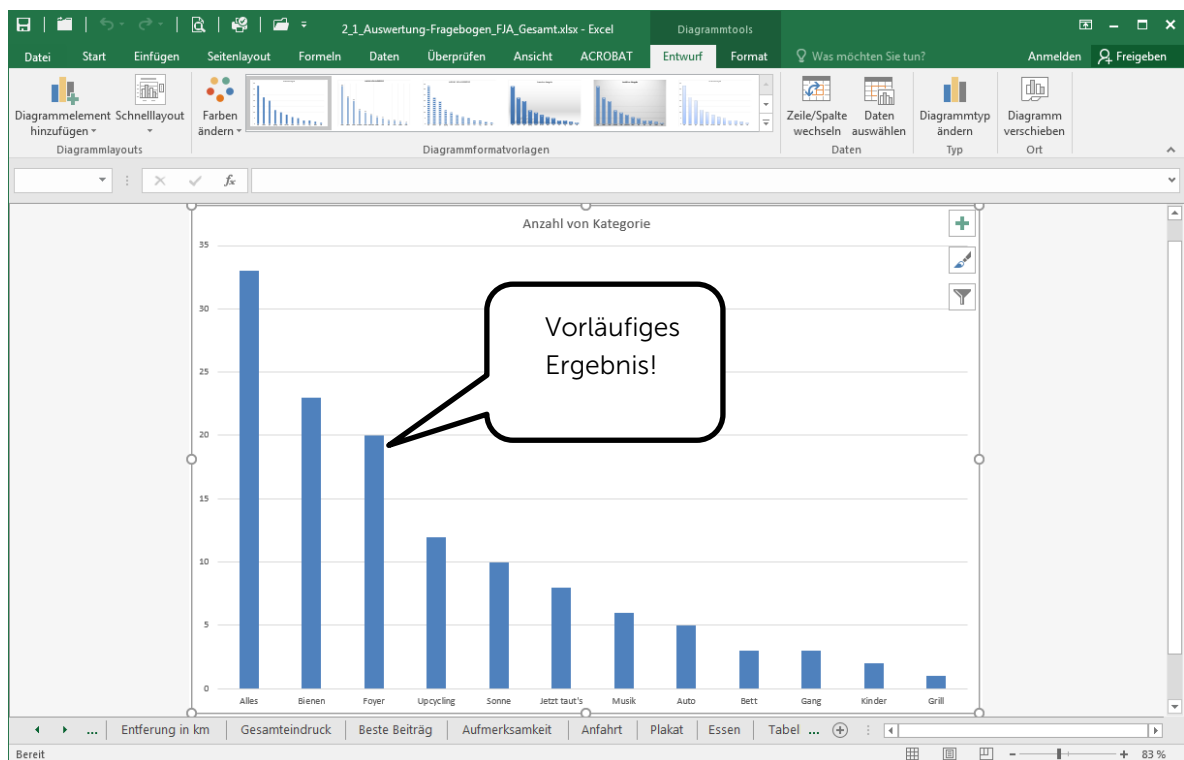 2_1_Auswertung-Fragebogen_FJA_Gesamt.xlsx - Excel
Diagrammtools
Datei Start Einfügen Seitenlayout Formeln Daten Überprüfen Ansicht ACROBAT Entwurf Format Was möchten Sie tun? Anmelden Freigeben
Diagrammelement hinzufügen
Schnelllayout
Farben ändern
Zeile/Spalte wechseln
Daten auswählen
Diagrammtyp ändern
Diagramm verschieben
Diagrammlayouts
Diagrammformatvorlagen
Daten
Typ
Ort
fx
Anzahl von Kategorie
35
30
25
20
15
10
5
0
Vorläufiges
Ergebnis!
Alles Bienen Foyer Upcycling Sonne Jetzt taut's Musik Auto Bett Gang Kinder Grill
... Entferung in km Gesamteindruck Beste Beiträg Aufmerksamkeit Anfahrt Plakat Essen Tabel ...
Bereit
83 %